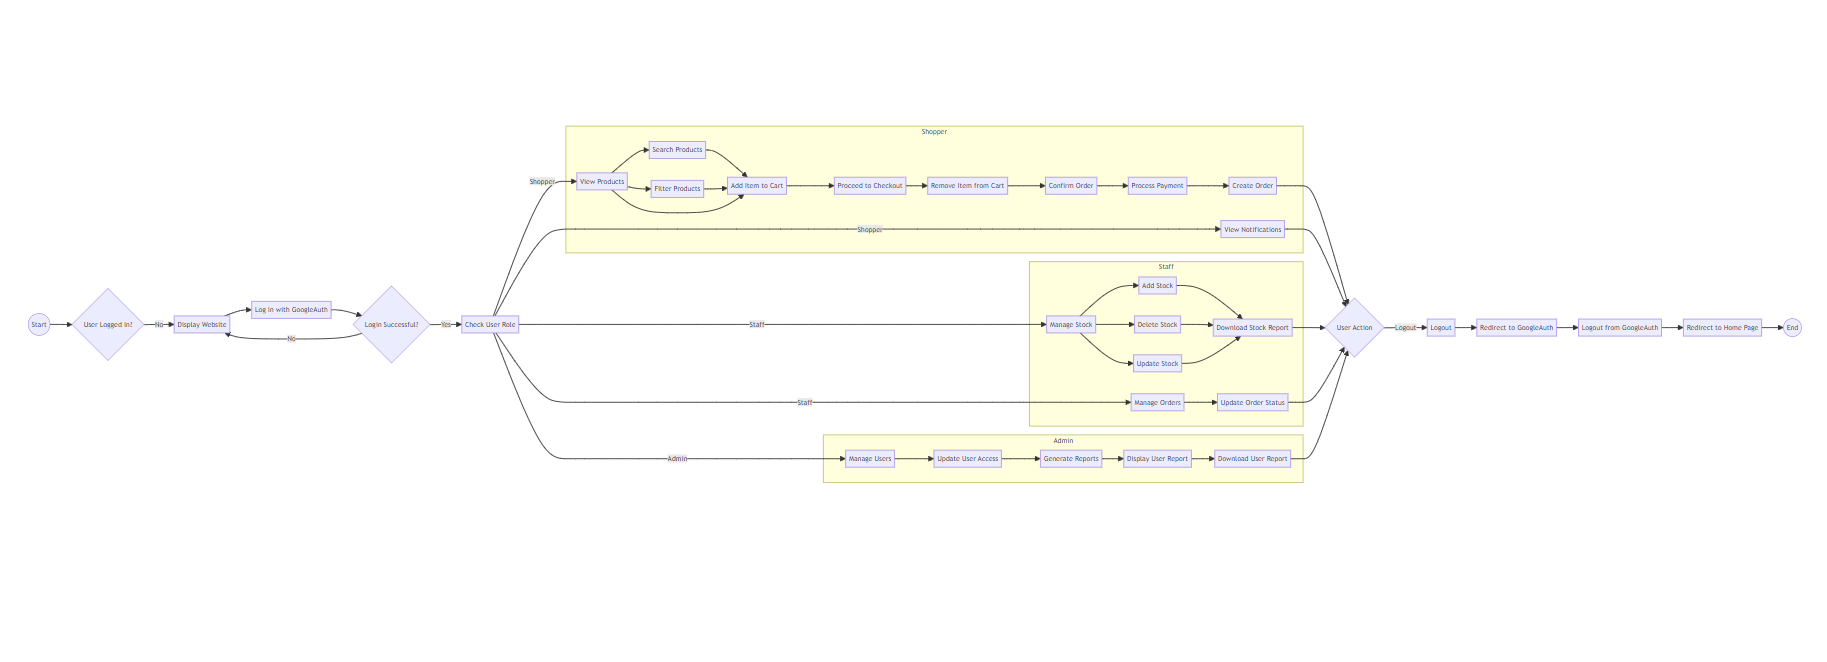 Start
User Logged In?
No
Display Website
Log in with GoogleAuth
No
Login Successful?
Yes
Check User Role
Shopper
Shopper
View Products
Search Products
Filter Products
Add Item to Cart
Proceed to Checkout
Remove Item from Cart
Confirm Order
Process Payment
Create Order
Shopper
View Notifications
Staff
Staff
Manage Stock
Add Stock
Delete Stock
Update Stock
Download Stock Report
Staff
Manage Orders
Update Order Status
Admin
Admin
Manage Users
Update User Access
Generate Reports
Display User Report
Download User Report
User Action
Logout
Logout
Redirect to GoogleAuth
Logout from GoogleAuth
Redirect to Home Page
End